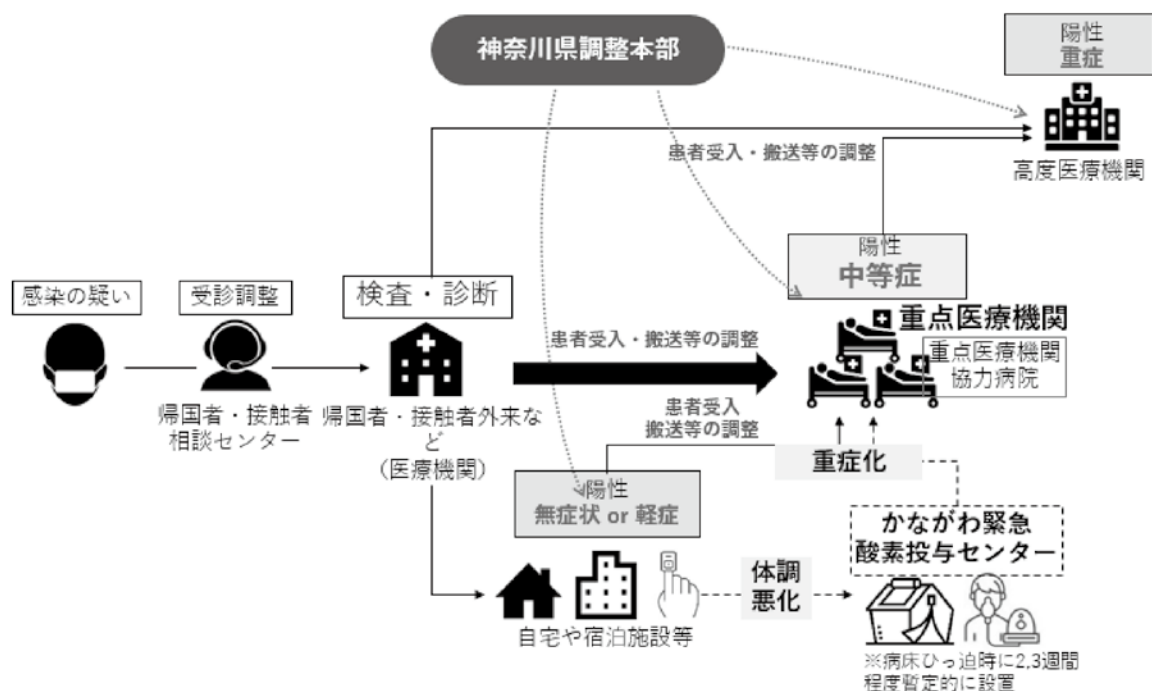 神奈川県調整本部
陽性
重症
高度医療機関
患者受入・搬送等の調整
陽性
中等症
感染の疑い
受診調整
検査・診断
重点医療機関
重点医療機関
協力病院
患者受入・搬送等の調整
帰国者・接触者
相談センター
帰国者・接触者外来な
ど
（医療機関）
患者受入
搬送等の調整
重症化
陽性
無症状 or 軽症
かながわ緊急
酸素投与センター
体調
悪化
自宅や宿泊施設等
※病床ひっ迫時に2,3週間
程度暫定的に設置